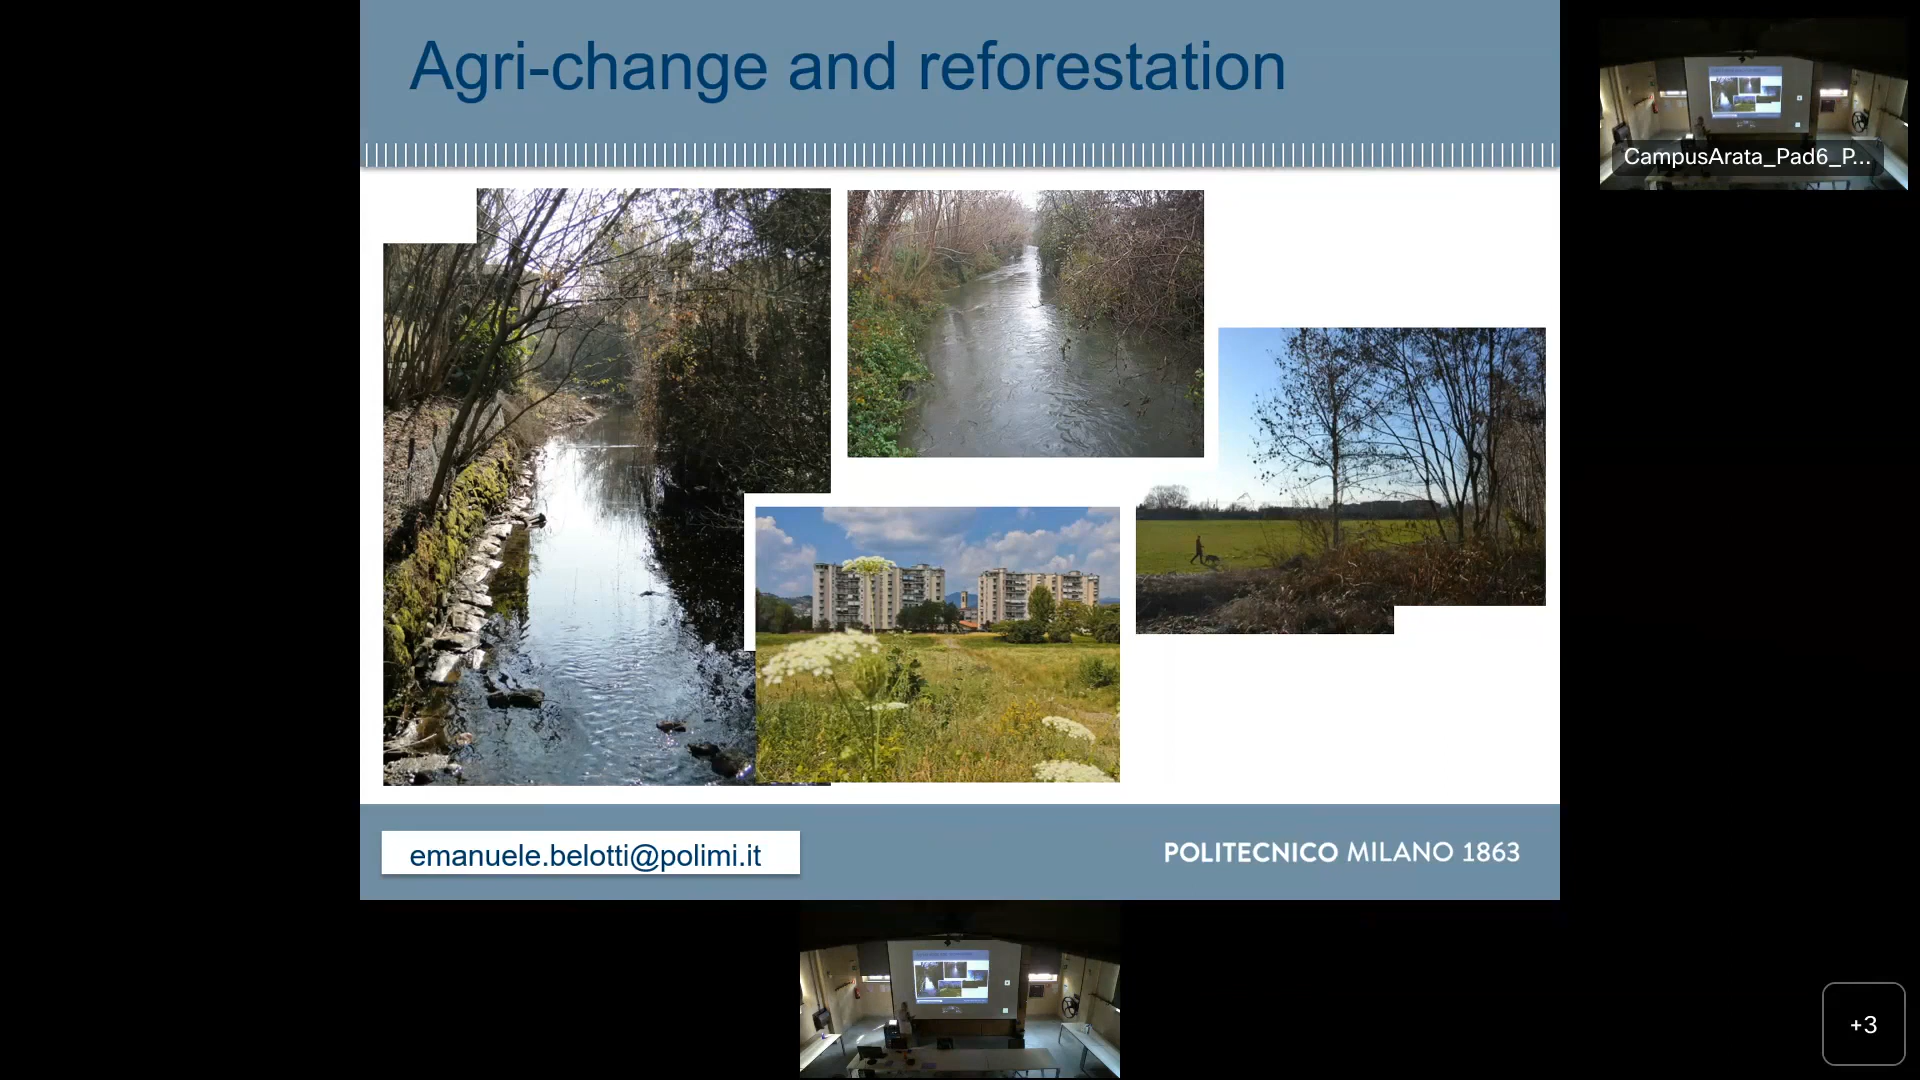 Agri-change and reforestation
CampusArata_Pad6_P...
emanuele.belotti@polimi.it
POLITECNICO MILANO 1863
+3